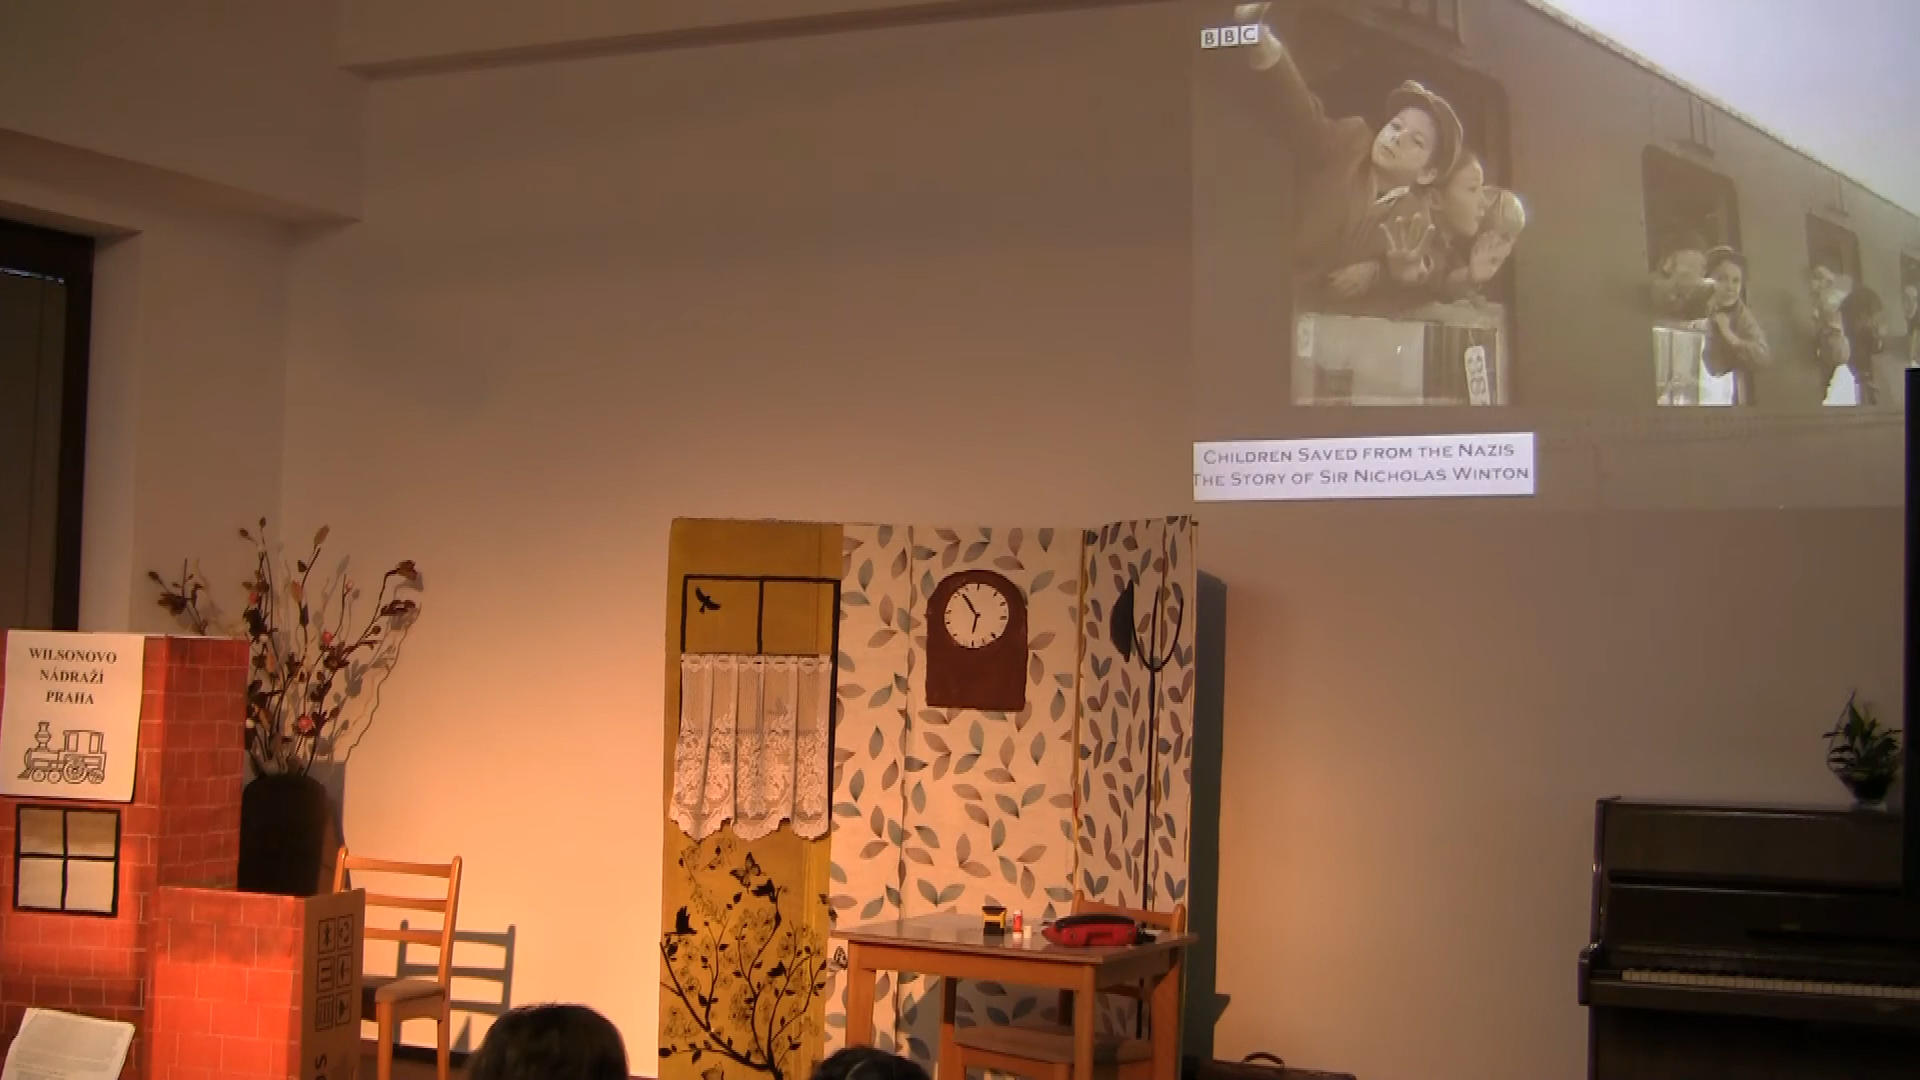 BBC
CHILDREN SAVED FROM THE NAZIS
THE STORY OF SIR NICHOLAS WINTON
WILSONOVO
NÁDRAŽÍ
PRAHA